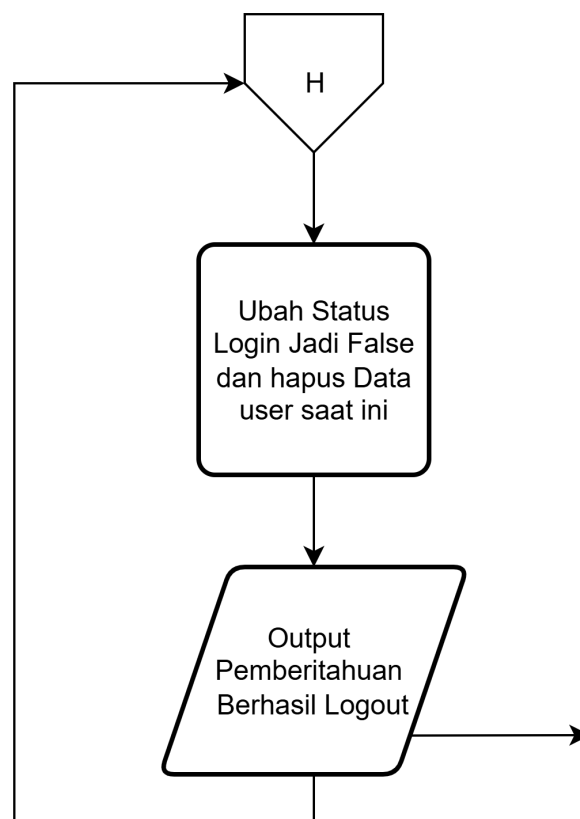 H
Ubah Status
Login Jadi False
dan hapus Data
user saat ini
Output
Pemberitahuan
Berhasil Logout